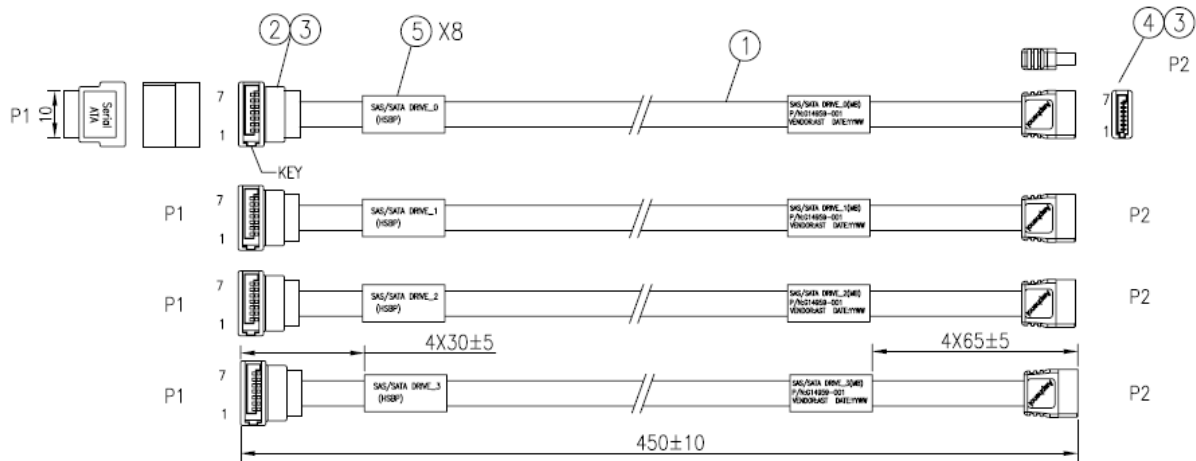 ② ③
⑤ X8
①
④ ③
P2
P1
10
Serial
ATA
7
1
KEY
SAS/SATA DRIVE_0
(HSBP)
SAS/SATA DRIVE_0(MB)
P/N:G14959-001
VENDOR:AST DATE:YYWW
7
1
P1
7
1
SAS/SATA DRIVE_1
(HSBP)
SAS/SATA DRIVE_1(MB)
P/N:G14959-001
VENDOR:AST DATE:YYWW
P2
P1
7
1
SAS/SATA DRIVE_2
(HSBP)
SAS/SATA DRIVE_2(MB)
P/N:G14959-001
VENDOR:AST DATE:YYWW
P2
4X30±5
4X65±5
P1
7
1
SAS/SATA DRIVE_3
(HSBP)
SAS/SATA DRIVE_3(MB)
P/N:G14959-001
VENDOR:AST DATE:YYWW
P2
450±10